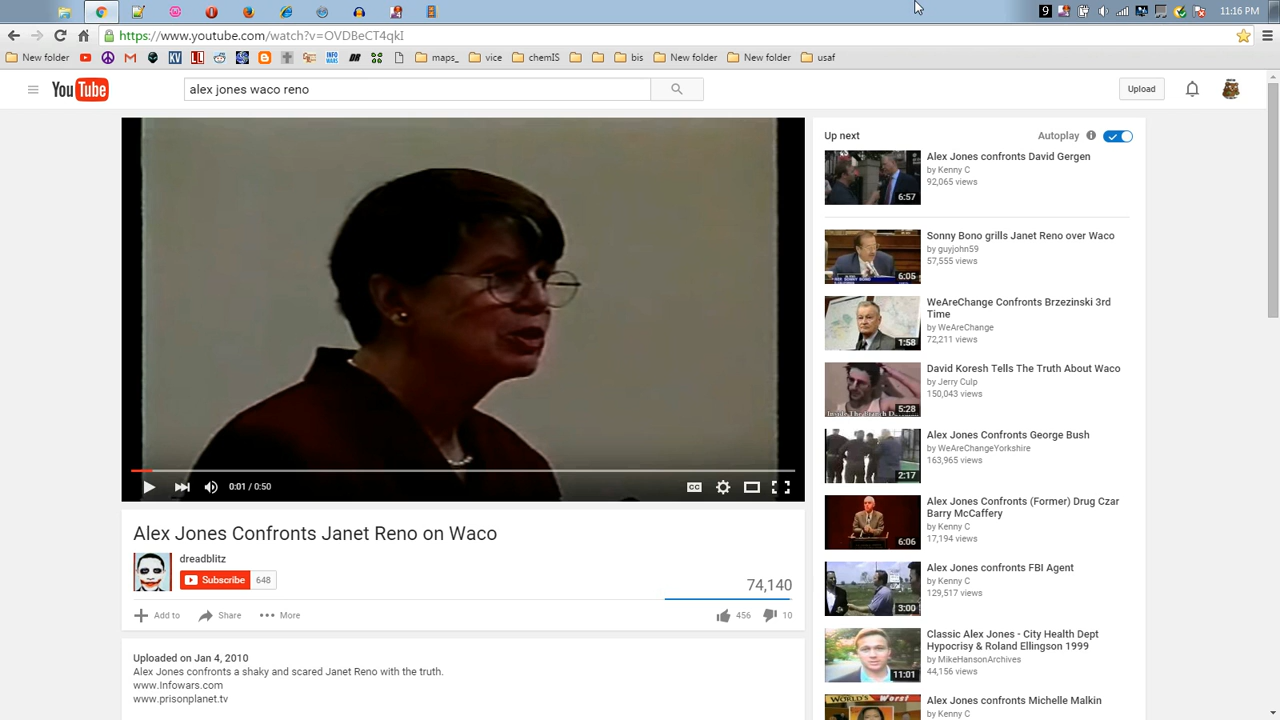 9
11:16 PM
https://www.youtube.com/watch?v=OVDBeCT4qkI
New folder
KV
LL
INFO WARS
maps_
vice
chemIS
bis
New folder
New folder
usaf
YouTube
alex jones waco reno
Upload
0:01 / 0:50
CC
Alex Jones Confronts Janet Reno on Waco
dreadblitz
Subscribe 648
74,140
Add to Share More 456 10
Uploaded on Jan 4, 2010
Alex Jones confronts a shaky and scared Janet Reno with the truth.
www.Infowars.com
www.prisonplanet.tv
Up next
Autoplay
Alex Jones confronts David Gergen
by Kenny C
92,065 views
6:57
Sonny Bono grills Janet Reno over Waco
by guyjohn59
57,555 views
6:05
WeAreChange Confronts Brzezinski 3rd
Time
by WeAreChange
72,211 views
1:58
David Koresh Tells The Truth About Waco
by Jerry Culp
150,043 views
5:28
Alex Jones Confronts George Bush
by WeAreChangeYorkshire
163,965 views
2:17
Alex Jones Confronts (Former) Drug Czar
Barry McCaffery
by Kenny C
17,194 views
6:06
Alex Jones confronts FBI Agent
by Kenny C
129,517 views
3:00
Classic Alex Jones - City Health Dept
Hypocrisy & Roland Ellingson 1999
by MikeHansonArchives
44,156 views
11:01
Alex Jones confronts Michelle Malkin
by Kenny C